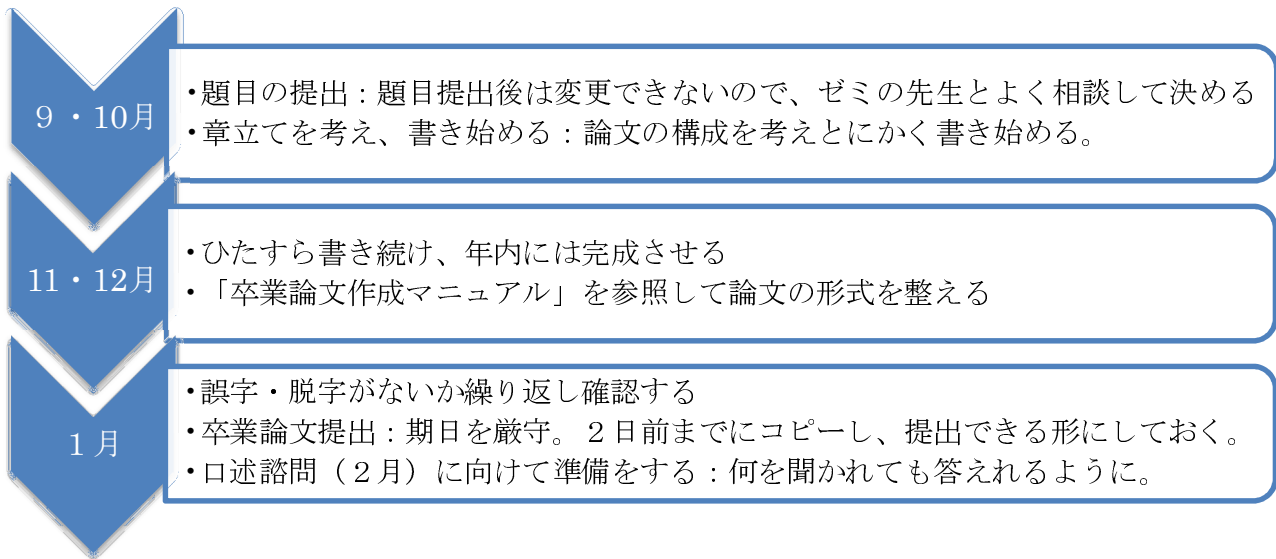 ９・10月
・題目の提出：題目提出後は変更できないので、ゼミの先生とよく相談して決める
・章立てを考え、書き始める：論文の構成を考えとにかく書き始める。
11・12月
・ひたすら書き続け、年内には完成させる
・「卒業論文作成マニュアル」を参照して論文の形式を整える
１月
・誤字・脱字がないか繰り返し確認する
・卒業論文提出：期日を厳守。２日前までにコピーし、提出できる形にしておく。
・口述諮問（２月）に向けて準備をする：何を聞かれても答えれるように。